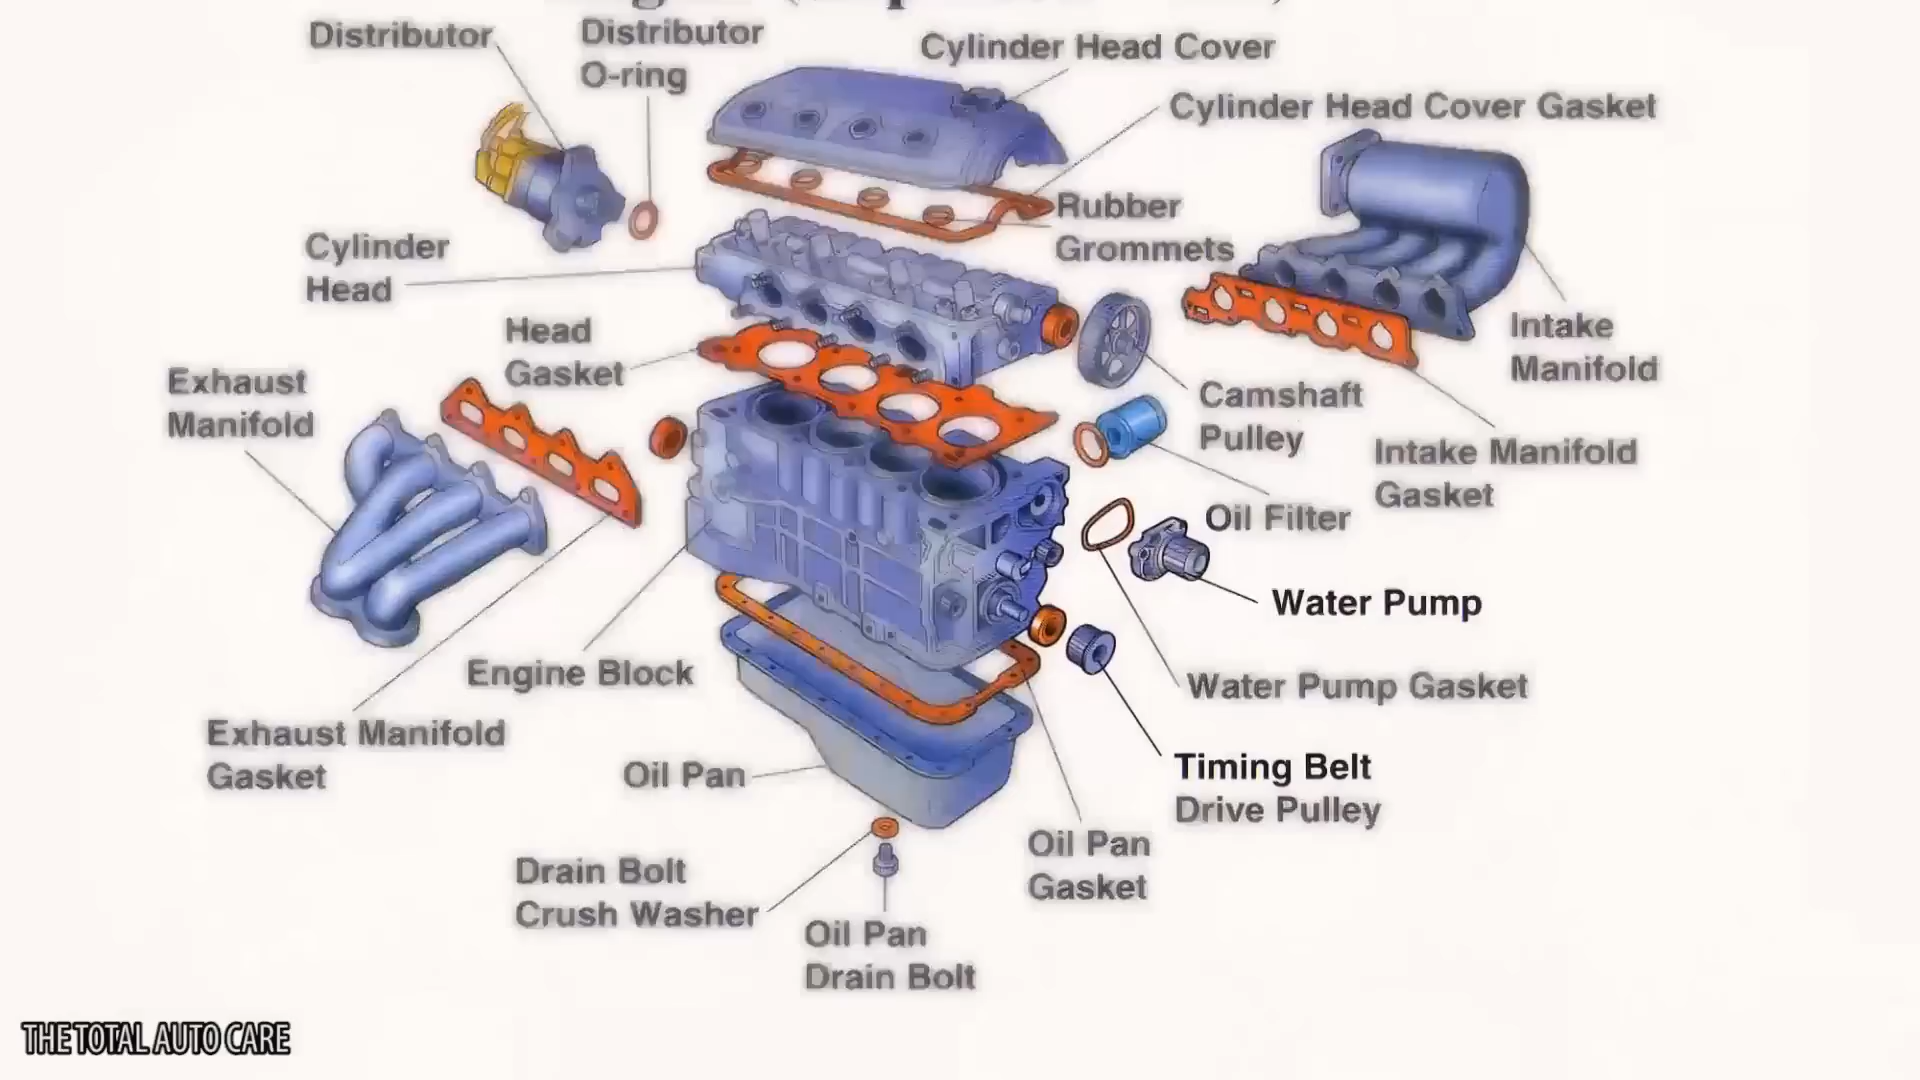 Distributor
Distributor
O-ring
Cylinder Head Cover
Cylinder Head Cover Gasket
Rubber
Grommets
Cylinder
Head
Head
Gasket
Intake
Manifold
Exhaust
Manifold
Camshaft
Pulley
Intake Manifold
Gasket
Oil Filter
Water Pump
Engine Block
Water Pump Gasket
Exhaust Manifold
Gasket
Oil Pan
Timing Belt
Drive Pulley
Oil Pan
Gasket
Drain Bolt
Crush Washer
Oil Pan
Drain Bolt
THE TOTAL AUTO CARE